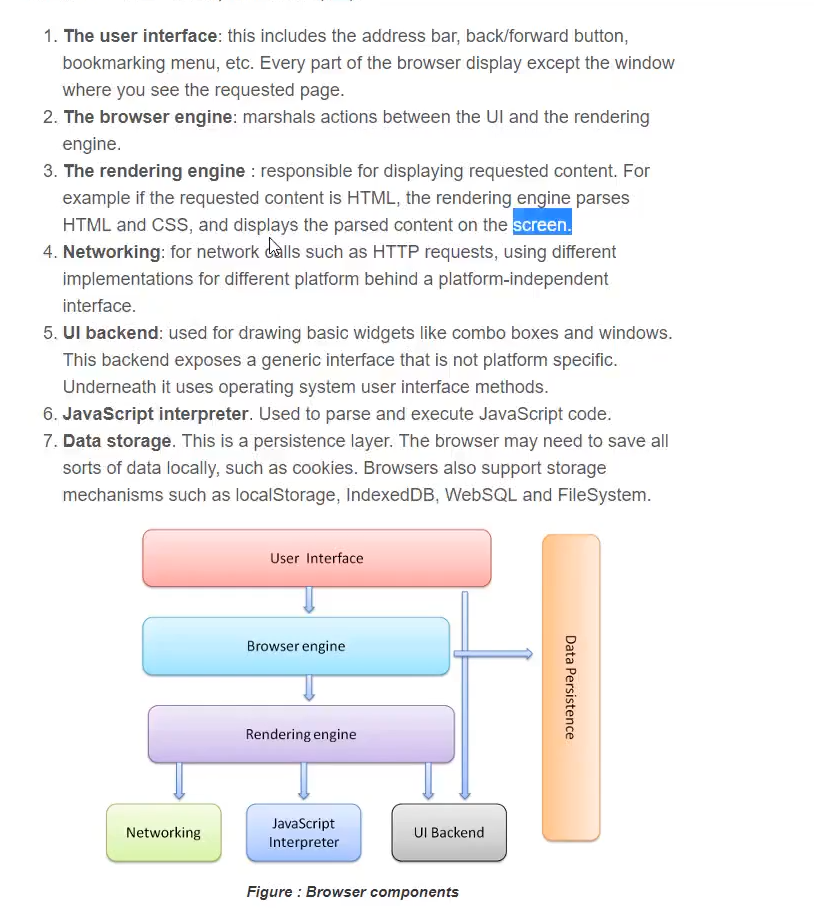 1. The user interface: this includes the address bar, back/forward button,
bookmarking menu, etc. Every part of the browser display except the window
where you see the requested page.
2. The browser engine: marshals actions between the UI and the rendering
engine.
3. The rendering engine : responsible for displaying requested content. For
example if the requested content is HTML, the rendering engine parses
HTML and CSS, and displays the parsed content on the screen.
4. Networking: for network calls such as HTTP requests, using different
implementations for different platform behind a platform-independent
interface.
5. UI backend: used for drawing basic widgets like combo boxes and windows.
This backend exposes a generic interface that is not platform specific.
Underneath it uses operating system user interface methods.
6. JavaScript interpreter. Used to parse and execute JavaScript code.
7. Data storage. This is a persistence layer. The browser may need to save all
sorts of data locally, such as cookies. Browsers also support storage
mechanisms such as localStorage, IndexedDB, WebSQL and FileSystem.
User Interface
Browser engine
Data Persistence
Rendering engine
Networking
JavaScript
Interpreter
UI Backend
Figure : Browser components